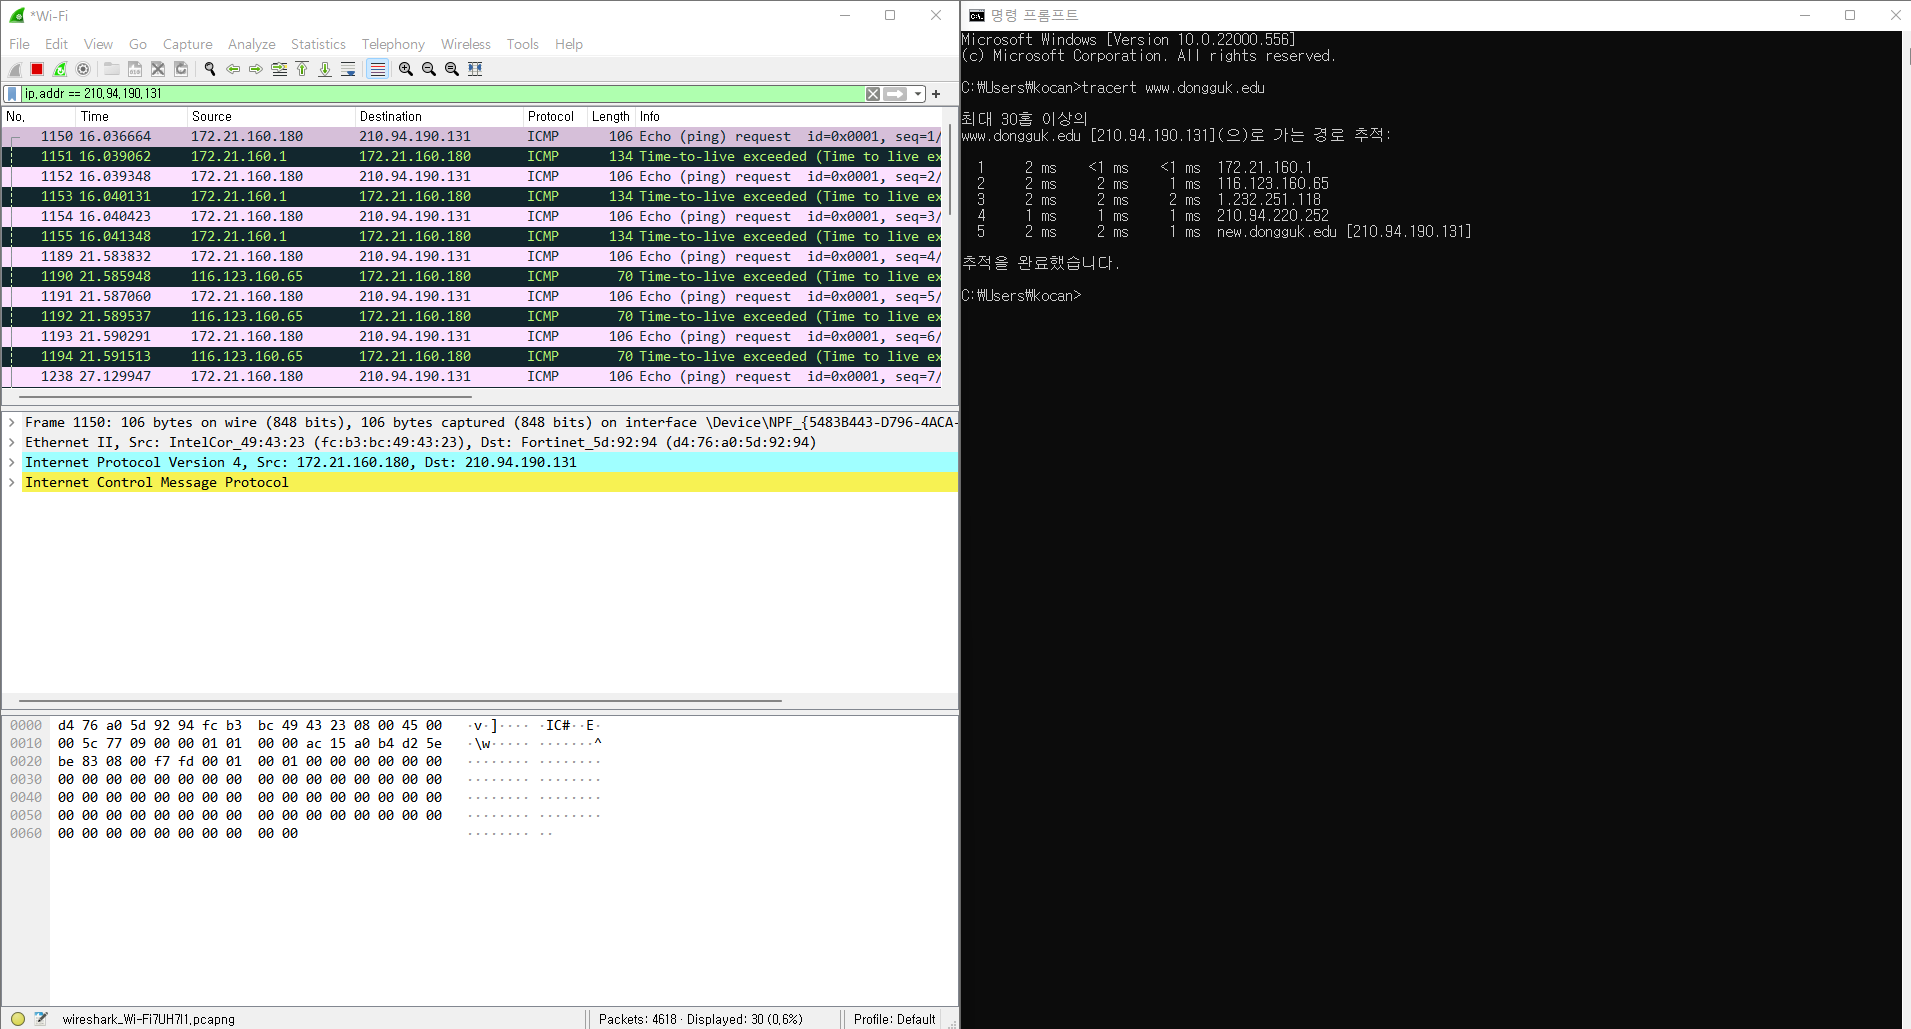 *Wi-Fi
File Edit View Go Capture Analyze Statistics Telephony Wireless Tools Help
ip.addr == 210.94.190.131
No. Time Source Destination Protocol Length Info
1150 16.036664 172.21.160.180 210.94.190.131 ICMP 106 Echo (ping) request id=0x0001, seq=1/
1151 16.039062 172.21.160.1 172.21.160.180 ICMP 134 Time-to-live exceeded (Time to live ex
1152 16.039348 172.21.160.180 210.94.190.131 ICMP 106 Echo (ping) request id=0x0001, seq=2/
1153 16.040131 172.21.160.1 172.21.160.180 ICMP 134 Time-to-live exceeded (Time to live ex
1154 16.040423 172.21.160.180 210.94.190.131 ICMP 106 Echo (ping) request id=0x0001, seq=3/
1155 16.041348 172.21.160.1 172.21.160.180 ICMP 134 Time-to-live exceeded (Time to live ex
1189 21.583832 172.21.160.180 210.94.190.131 ICMP 106 Echo (ping) request id=0x0001, seq=4/
1190 21.585948 116.123.160.65 172.21.160.180 ICMP 70 Time-to-live exceeded (Time to live ex
1191 21.587060 172.21.160.180 210.94.190.131 ICMP 106 Echo (ping) request id=0x0001, seq=5/
1192 21.589537 116.123.160.65 172.21.160.180 ICMP 70 Time-to-live exceeded (Time to live ex
1193 21.590291 172.21.160.180 210.94.190.131 ICMP 106 Echo (ping) request id=0x0001, seq=6/
1194 21.591513 116.123.160.65 172.21.160.180 ICMP 70 Time-to-live exceeded (Time to live ex
1238 27.129947 172.21.160.180 210.94.190.131 ICMP 106 Echo (ping) request id=0x0001, seq=7/
Frame 1150: 106 bytes on wire (848 bits), 106 bytes captured (848 bits) on interface \Device\NPF_{5483B443-D796-4ACA-
Ethernet II, Src: IntelCor_49:43:23 (fc:b3:bc:49:43:23), Dst: Fortinet_5d:92:94 (d4:76:a0:5d:92:94)
Internet Protocol Version 4, Src: 172.21.160.180, Dst: 210.94.190.131
Internet Control Message Protocol
0000 d4 76 a0 5d 92 94 fc b3 bc 49 43 23 08 00 45 00 ·v·]···· ·IC#··E·
0010 00 5c 77 09 00 00 01 01 00 00 ac 15 a0 b4 d2 5e ·\w····· ·······^
0020 be 83 08 00 f7 fd 00 01 00 01 00 00 00 00 00 00 ········ ········
0030 00 00 00 00 00 00 00 00 00 00 00 00 00 00 00 00 ········ ········
0040 00 00 00 00 00 00 00 00 00 00 00 00 00 00 00 00 ········ ········
0050 00 00 00 00 00 00 00 00 00 00 00 00 00 00 00 00 ········ ········
0060 00 00 00 00 00 00 00 00 00 00 ········ ··
wireshark_Wi-Fi7UH7I1.pcapng Packets: 4618 · Displayed: 30 (0.6%) Profile: Default
명령 프롬프트
Microsoft Windows [Version 10.0.22000.556]
(c) Microsoft Corporation. All rights reserved.
C:₩Users₩kocan>tracert www.dongguk.edu
최대 30홉 이상의
www.dongguk.edu [210.94.190.131](으)로 가는 경로 추적:
1 2 ms <1 ms <1 ms 172.21.160.1
2 2 ms 2 ms 1 ms 116.123.160.65
3 2 ms 2 ms 2 ms 1.232.251.118
4 1 ms 1 ms 1 ms 210.94.220.252
5 2 ms 2 ms 1 ms new.dongguk.edu [210.94.190.131]
추적을 완료했습니다.
C:₩Users₩kocan>